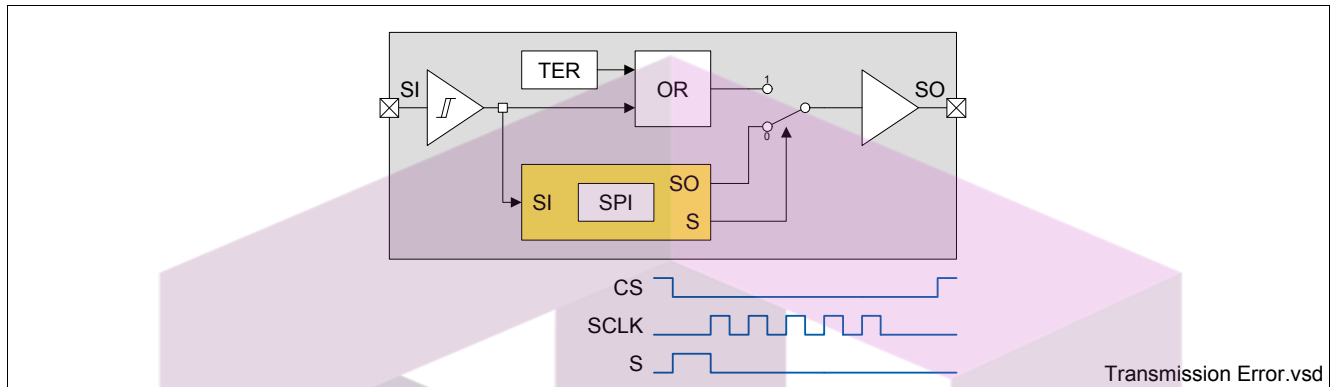 TER
SI
OR
1
SO
0
SO
SI
SPI
S
CS
SCLK
S
Transmission Error.vsd